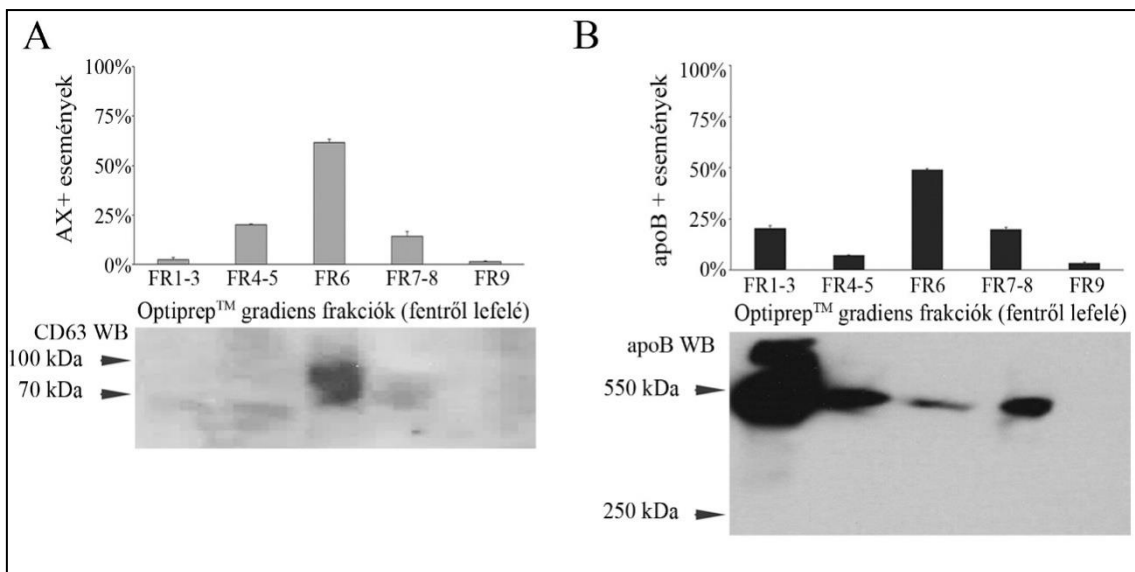 A
AX+ események
100%
75%
50%
25%
0%
FR1-3 FR4-5 FR6 FR7-8 FR9
Optiprep™ gradiens frakciók (fentről lefelé)
CD63 WB
100 kDa
70 kDa
B
apoB + események
100%
75%
50%
25%
0%
FR1-3 FR4-5 FR6 FR7-8 FR9
Optiprep™ gradiens frakciók (fentről lefelé)
apoB WB
550 kDa
250 kDa